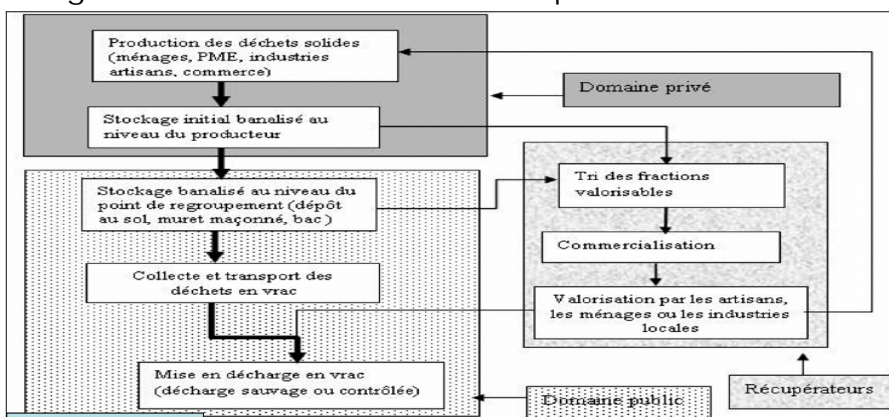 Production des déchets solides
(ménages, PME, industries
artisans, commerce)
Domaine privé
Stockage initial banalisé au
niveau du producteur
Stockage banalisé au niveau du
point de regroupement (dépôt
au sol, muret maçonné, bac )
Tri des fractions
valorisables
Commercialisation
Collecte et transport des
déchets en vrac
Valorisation par les artisans,
les ménages ou les industries
locales
Mise en décharge en vrac
(décharge sauvage ou contrôlée)
Domaine public
Récupérateurs